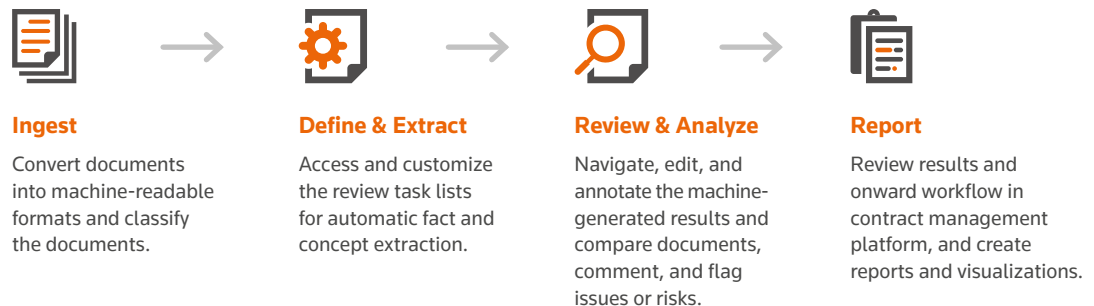 Ingest
Convert documents
into machine-readable
formats and classify
the documents.
Define & Extract
Access and customize
the review task lists
for automatic fact and
concept extraction.
Review & Analyze
Navigate, edit, and
annotate the machine-
generated results and
compare documents,
comment, and flag
issues or risks.
Report
Review results and
onward workflow in
contract management
platform, and create
reports and visualizations.